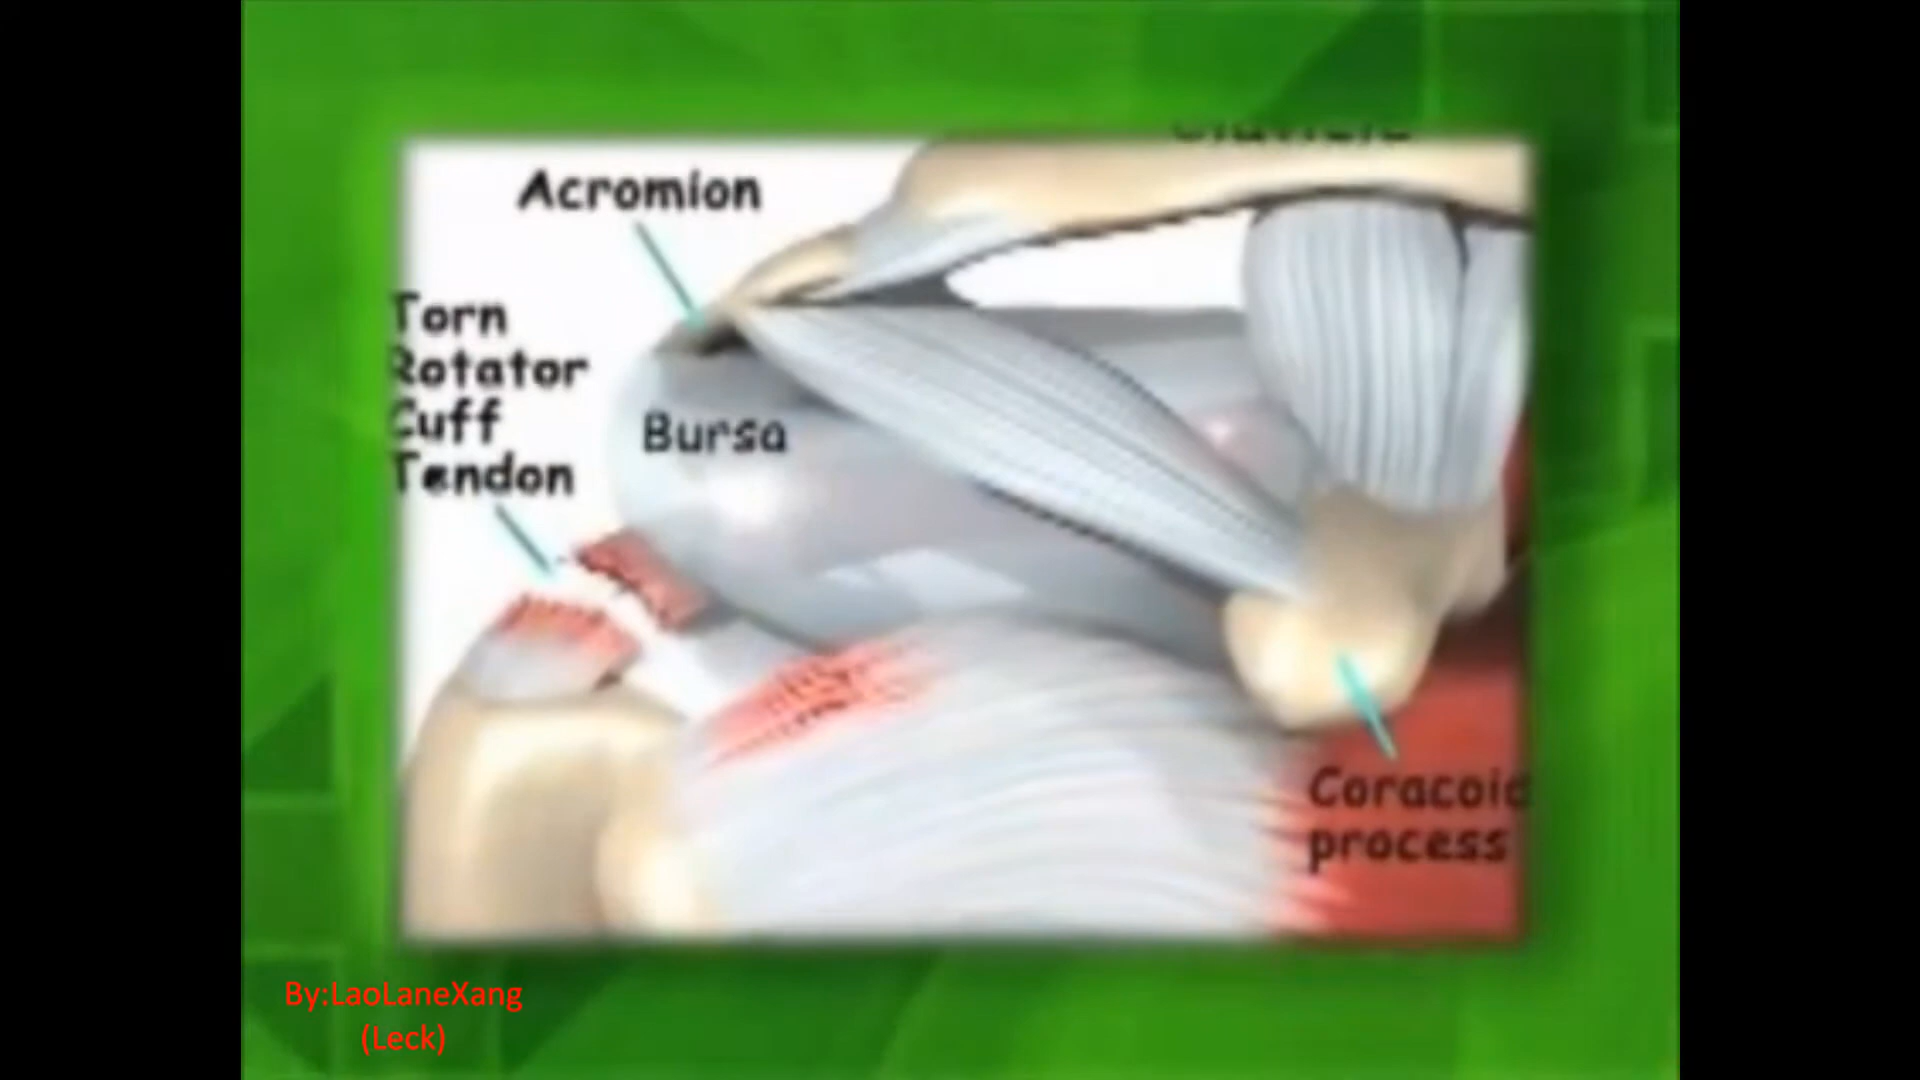 Acromion
Torn
Rotator
Cuff
Tendon
Bursa
Coracoid
process
By:LaoLaneXang
(Leck)